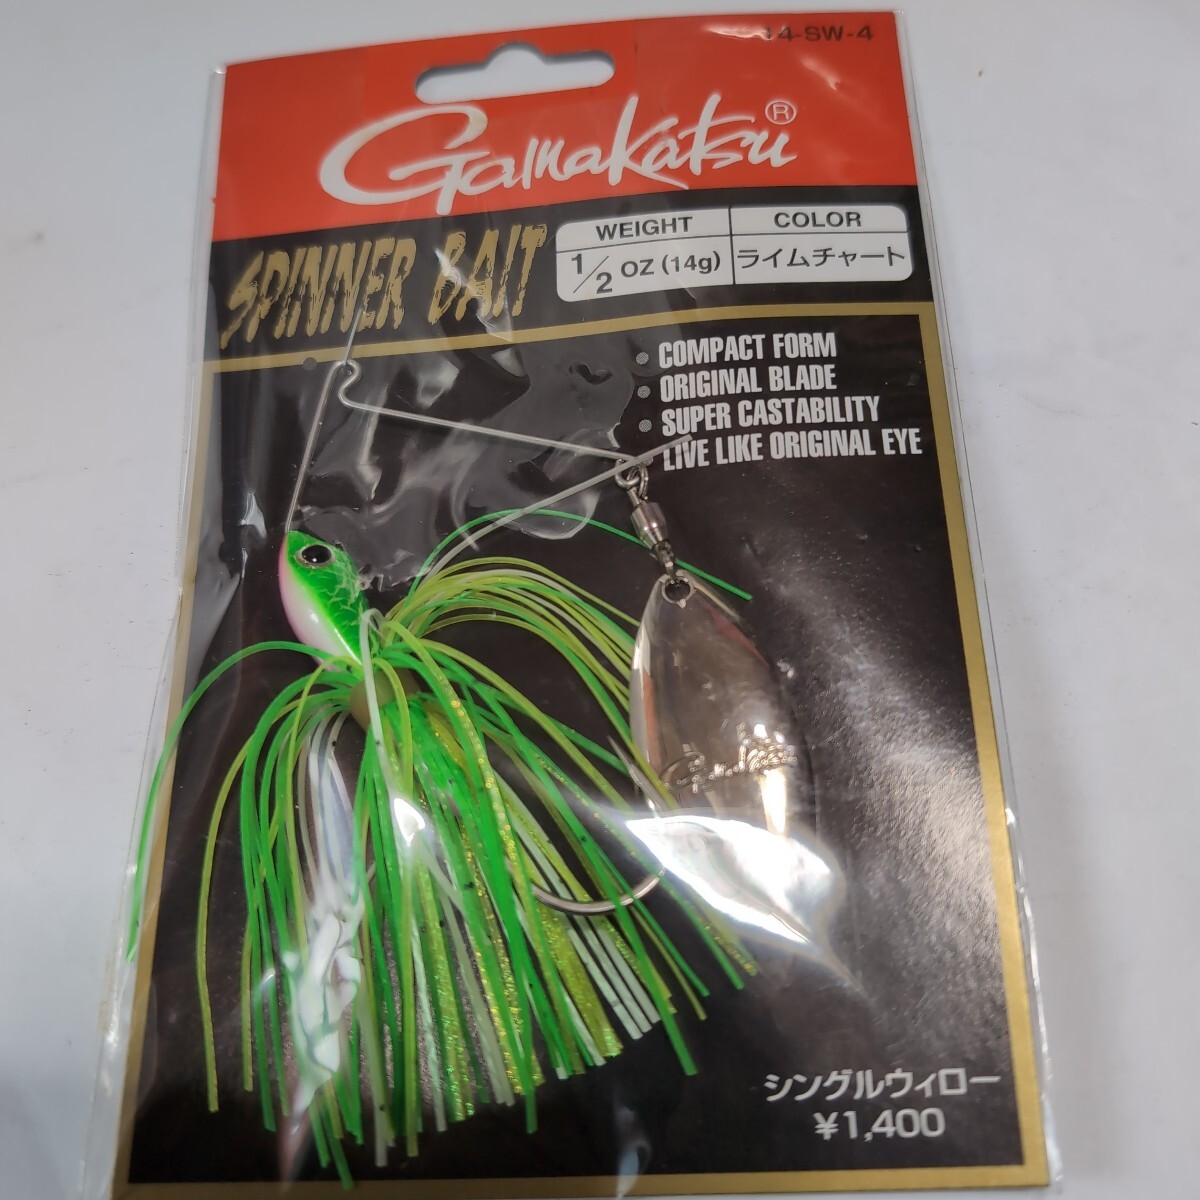 14-SW-4
Gamakatsu®
SPINNER BAIT
WEIGHT COLOR
1/2 OZ (14g) ライムチャート
• COMPACT FORM
• ORIGINAL BLADE
• SUPER CASTABILITY
LIVE LIKE ORIGINAL EYE
Gamakatsu
シングルウィロー
¥1,400